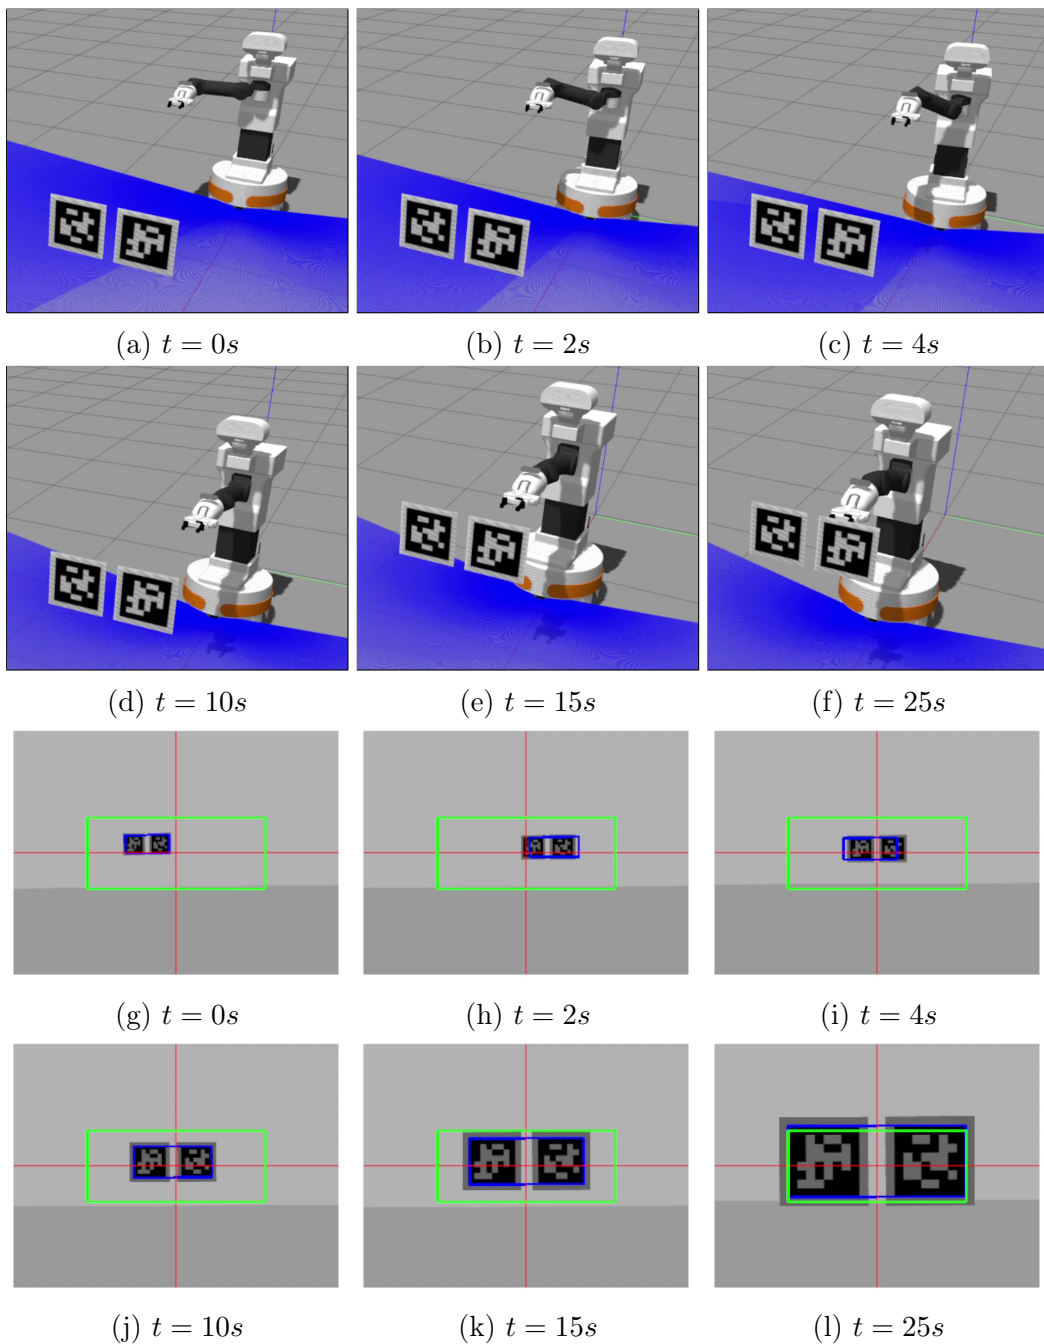 (a) t = 0s
(b) t = 2s
(c) t = 4s
(d) t = 10s
(e) t = 15s
(f) t = 25s
(g) t = 0s
(h) t = 2s
(i) t = 4s
(j) t = 10s
(k) t = 15s
(l) t = 25s